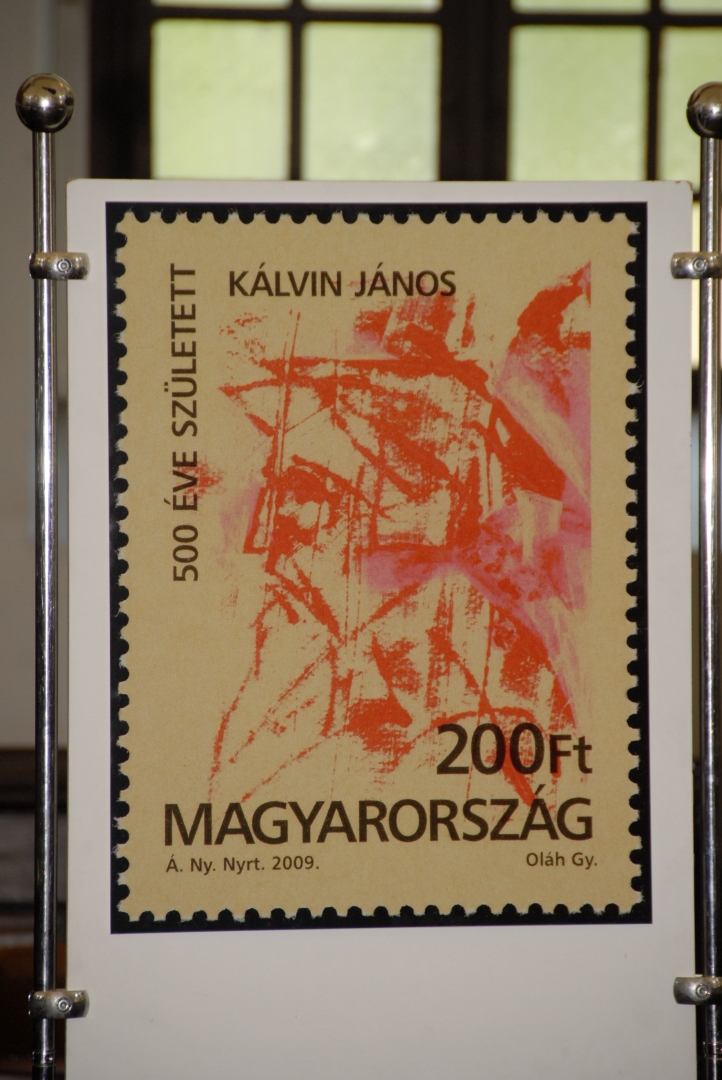 KÁLVIN JÁNOS
500 ÉVE SZÜLETETT
200Ft
MAGYARORSZÁG
Á. Ny. Nyrt. 2009.
Oláh Gy.